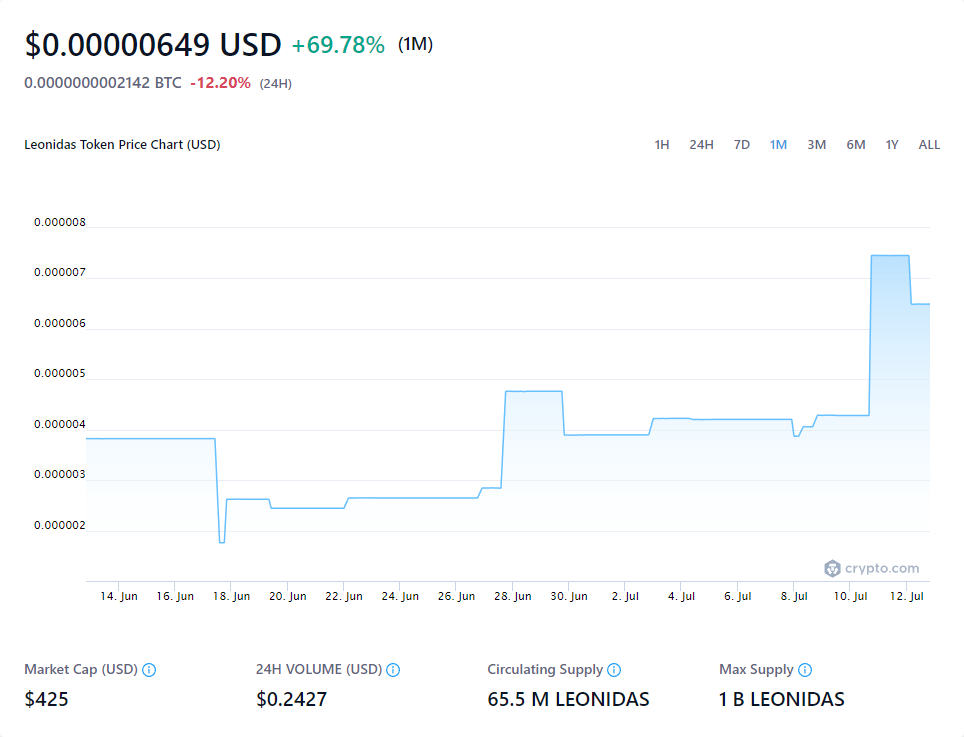 $0.00000649 USD +69.78% (1M)
0.0000000002142 BTC -12.20% (24H)
Leonidas Token Price Chart (USD) 1H 24H 7D 1M 3M 6M 1Y ALL
0.000008
0.000007
0.000006
0.000005
0.000004
0.000003
0.000002
crypto.com
14. Jun 16. Jun 18. Jun 20. Jun 22. Jun 24. Jun 26. Jun 28. Jun 30. Jun 2. Jul 4. Jul 6. Jul 8. Jul 10. Jul 12. Jul
Market Cap (USD) 24H VOLUME (USD) Circulating Supply Max Supply
$425 $0.2427 65.5 M LEONIDAS 1 B LEONIDAS